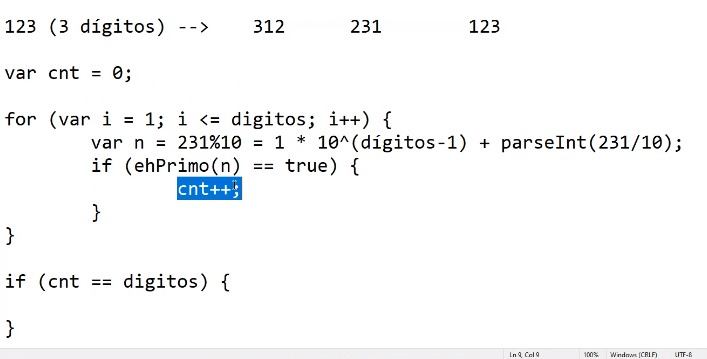 123 (3 dígitos) --> 312 231 123
var cnt = 0;
for (var i = 1; i <= digitos; i++) {
var n = 231%10 = 1 * 10^(dígitos-1) + parseInt(231/10);
if (ehPrimo(n) == true) {
cnt++;
}
}
if (cnt == digitos) {
}
Ln 9, Col 9 100% Windows (CRLF) UTF-8